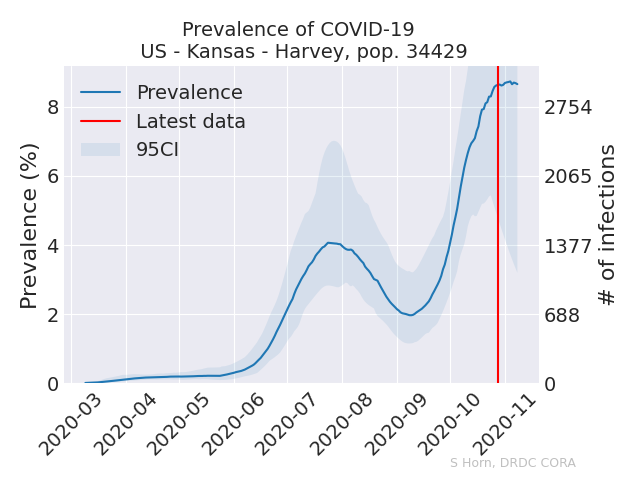 Prevalence of COVID-19
US - Kansas - Harvey, pop. 34429
Prevalence
Latest data
95CI
Prevalence (%)
8
6
4
2
0
2754
2065
1377
688
0
# of infections
2020-03
2020-04
2020-05
2020-06
2020-07
2020-08
2020-09
2020-10
2020-11
S Horn, DRDC CORA